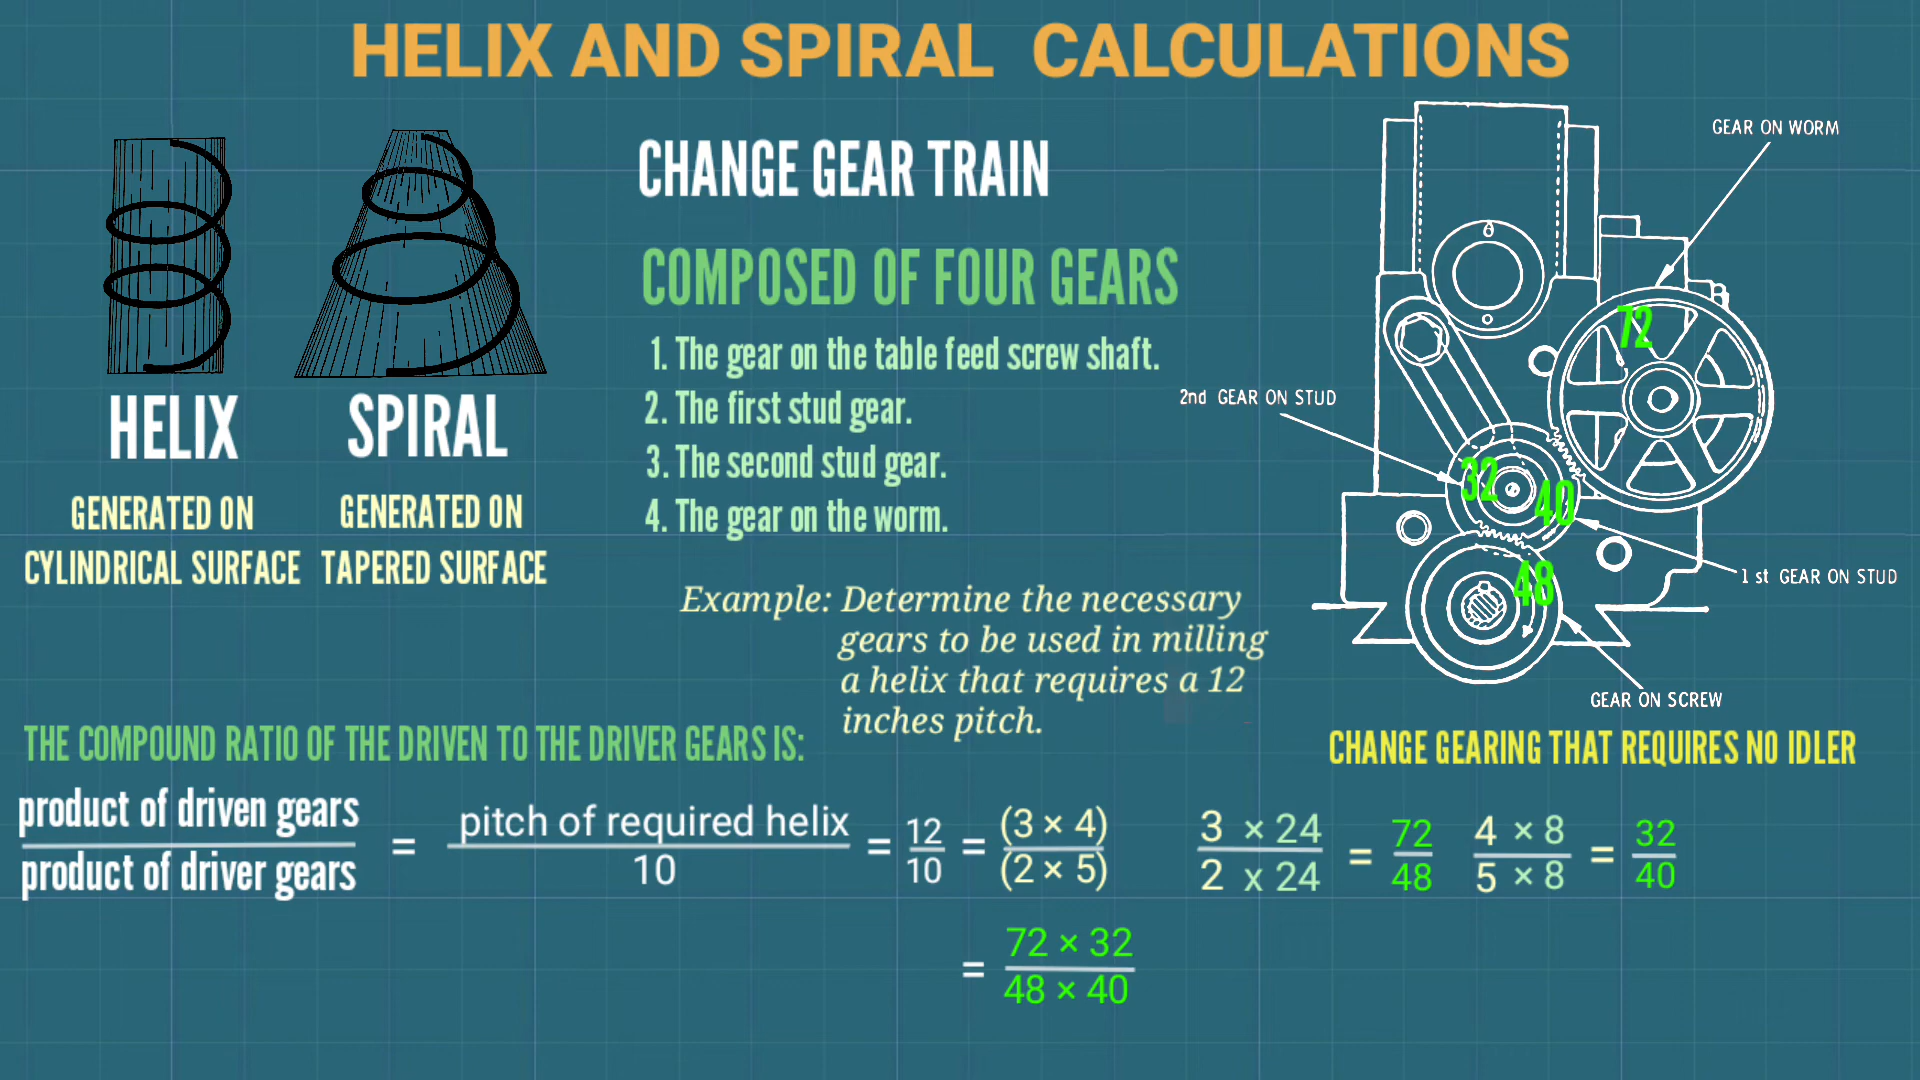 HELIX AND SPIRAL CALCULATIONS
HELIX
GENERATED ON
CYLINDRICAL SURFACE
SPIRAL
GENERATED ON
TAPERED SURFACE
CHANGE GEAR TRAIN
COMPOSED OF FOUR GEARS
1. The gear on the table feed screw shaft.
2. The first stud gear.
3. The second stud gear.
4. The gear on the worm.
Example: Determine the necessary
gears to be used in milling
a helix that requires a 12
inches pitch.
GEAR ON WORM
72
2nd GEAR ON STUD
32
40
48
1 st GEAR ON STUD
GEAR ON SCREW
CHANGE GEARING THAT REQUIRES NO IDLER
THE COMPOUND RATIO OF THE DRIVEN TO THE DRIVER GEARS IS:
product of driven gears
product of driver gears
=
pitch of required helix
10
=
12
10
=
(3 × 4)
(2 × 5)
3 × 24
2 x 24
=
72
48
4 × 8
5 × 8
=
32
40
=
72 × 32
48 × 40